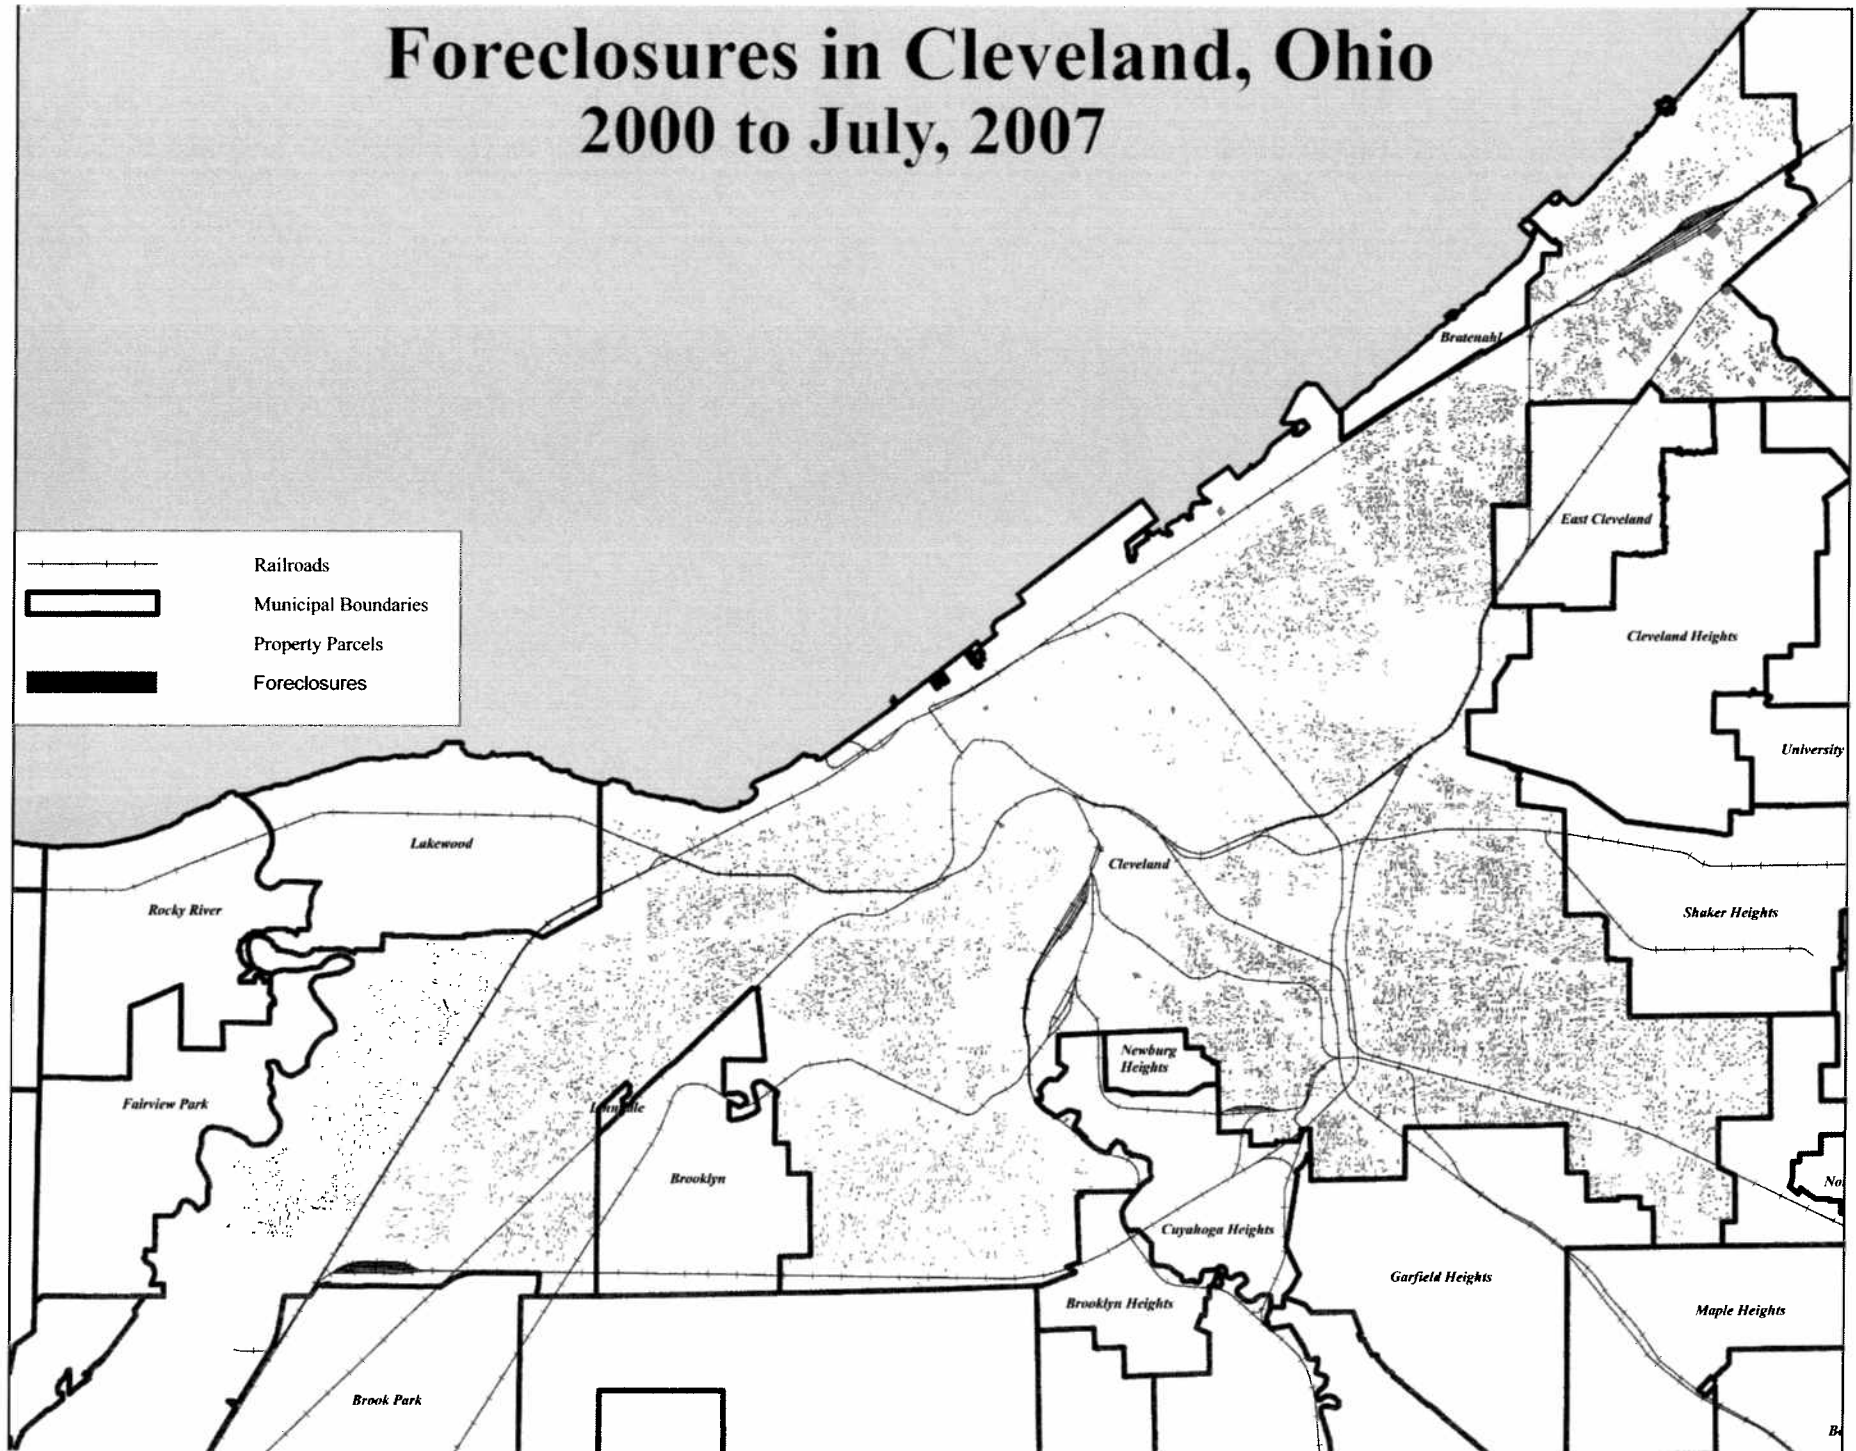 Foreclosures in Cleveland, Ohio
2000 to July, 2007
Railroads
Municipal Boundaries
Property Parcels
Foreclosures
Bratenahl
East Cleveland
Cleveland Heights
University
Lakewood
Cleveland
Rocky River
Shaker Heights
Newburg
Heights
Fairview Park
Brooklyn
Cuyahoga Heights
Garfield Heights
Brooklyn Heights
Maple Heights
Brook Park